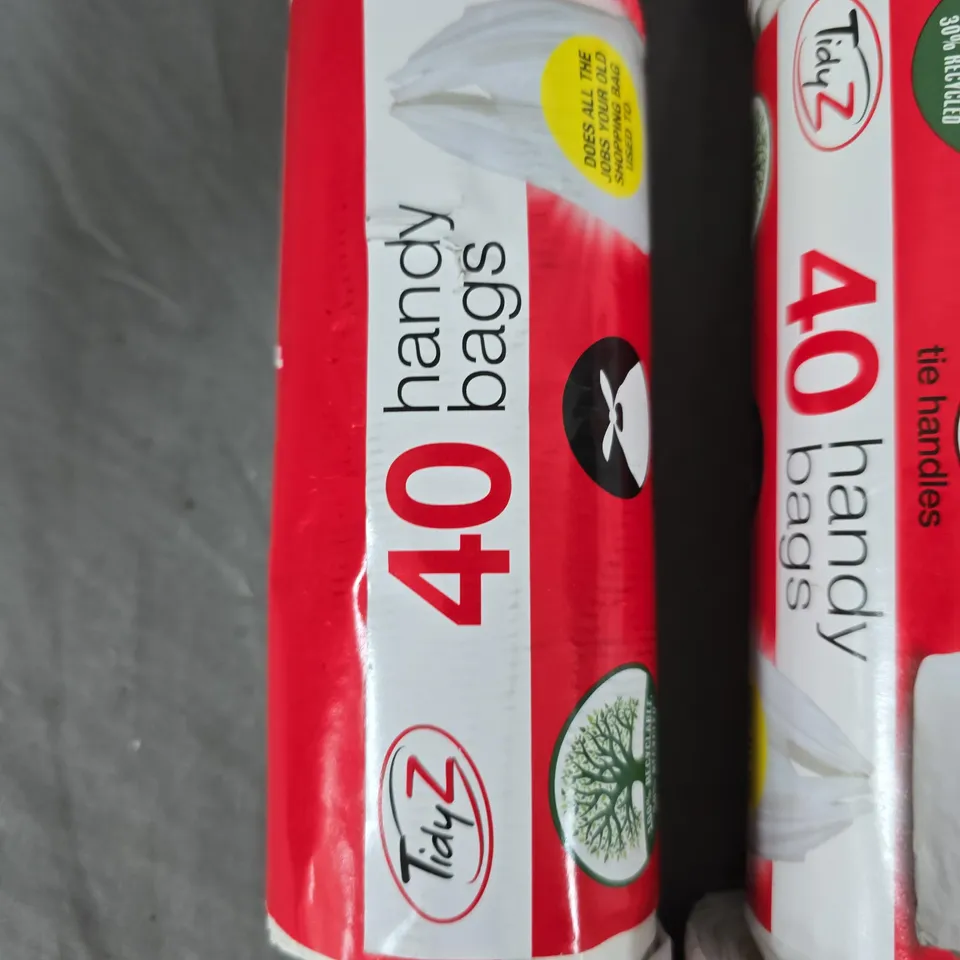 TidyZ
40 handy
bags
DOES ALL THE
JOBS YOUR OLD
SHOPPING BAG
USED TO
TidyZ
40 handy
bags
tie handles
30% RECYCLED